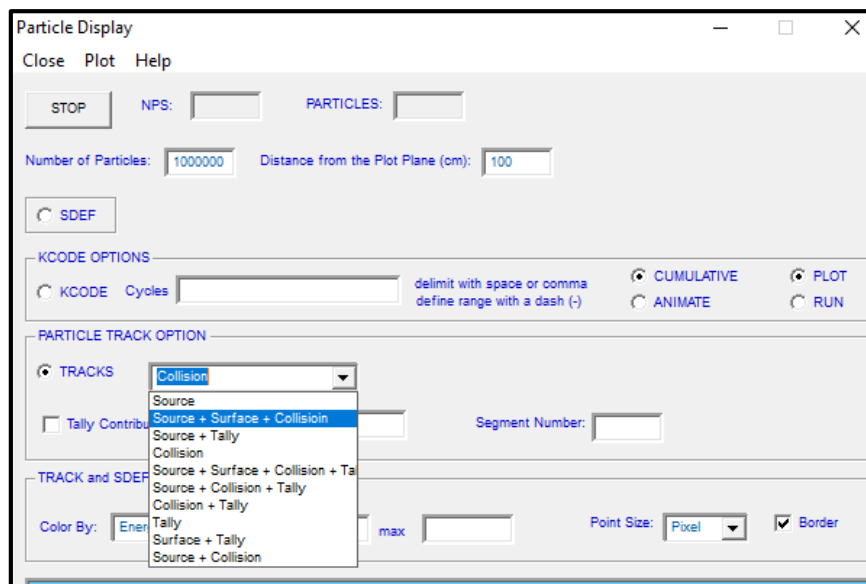 Particle Display
Close Plot Help
STOP NPS: PARTICLES:
Number of Particles: 1000000 Distance from the Plot Plane (cm): 100
SDEF
KCODE OPTIONS
KCODE Cycles delimit with space or comma CUMULATIVE PLOT
define range with a dash (-) ANIMATE RUN
PARTICLE TRACK OPTION
TRACKS Collision
Source
Source + Surface + Collisioin
Tally Contribu Segment Number:
Source + Tally
Collision
Source + Surface + Collision + Tal
TRACK and SDEF
Source + Collision + Tally
Collision + Tally
Color By: Ener max Point Size: Pixel Border
Tally
Surface + Tally
Source + Collision